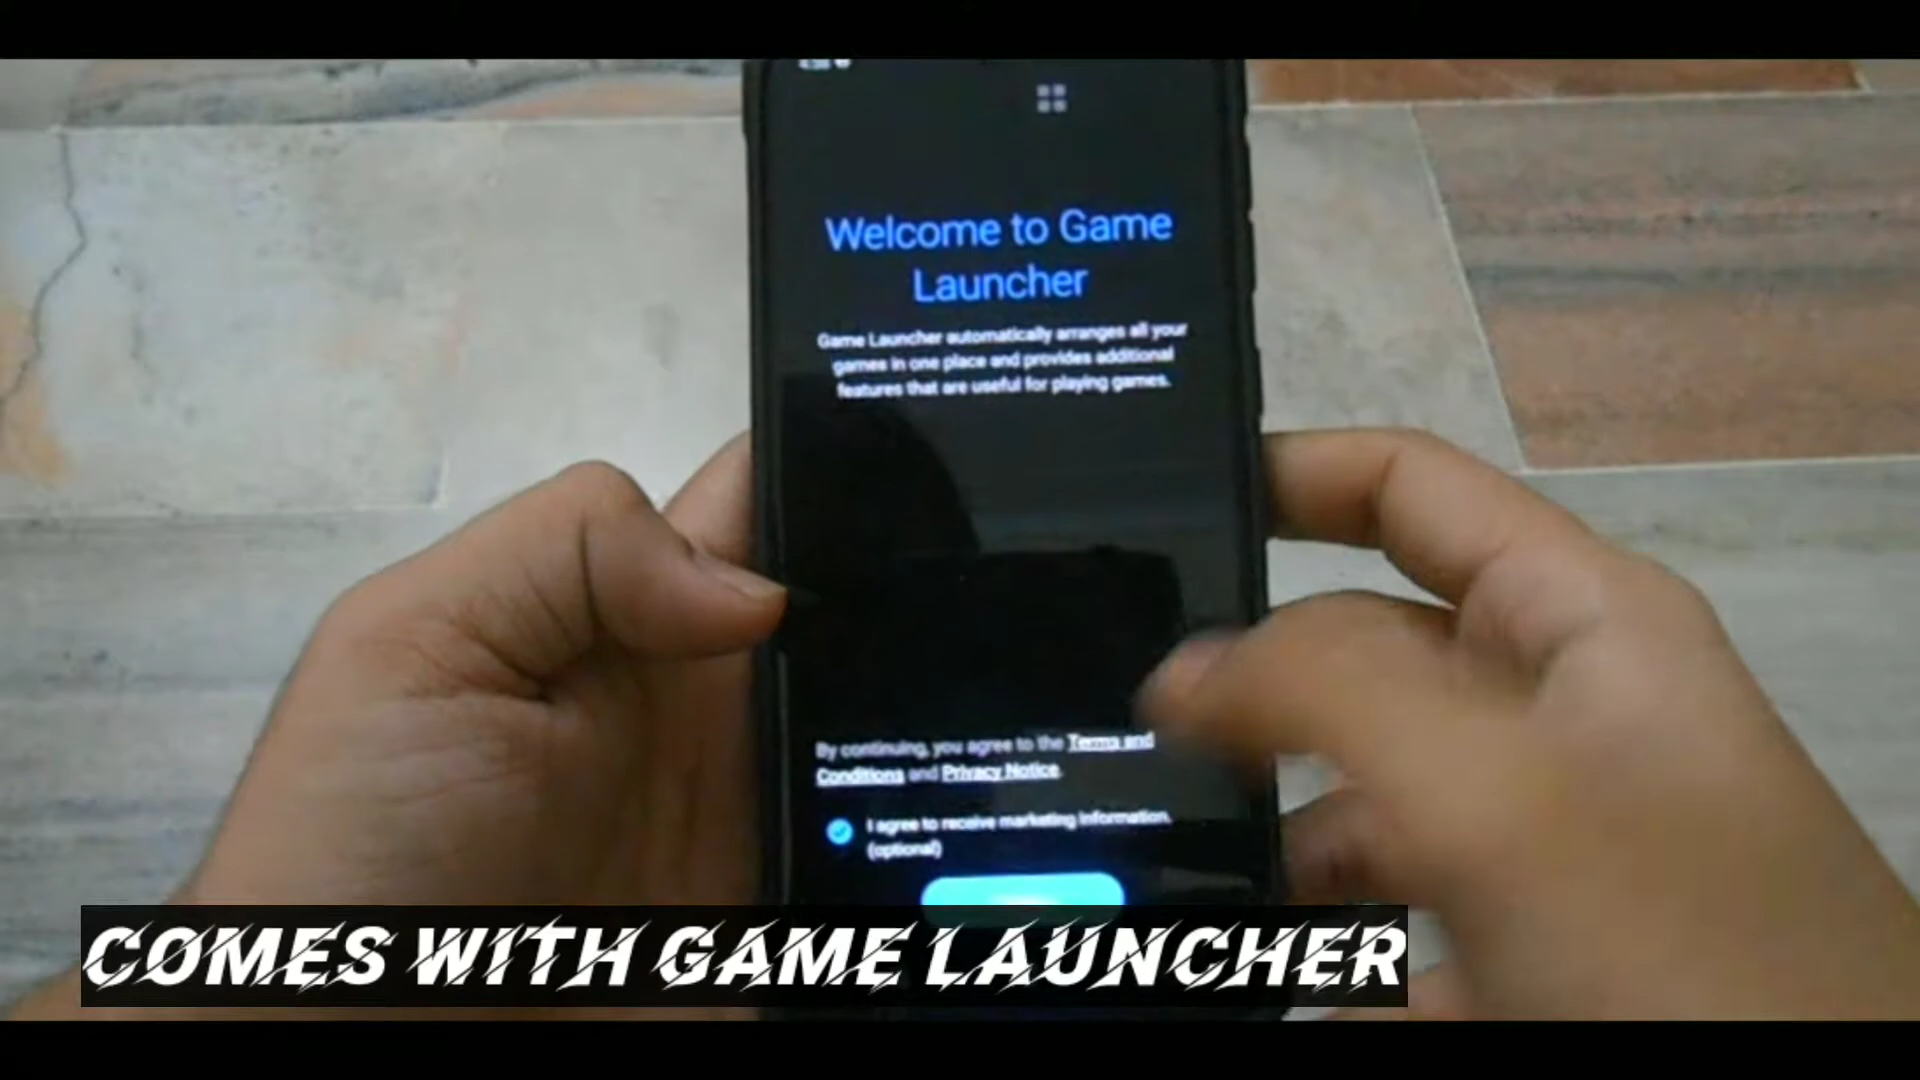 Welcome to Game
Launcher
Game Launcher automatically arranges all your
games in one place and provides additional
features that are useful for playing games.
By continuing, you agree to the Terms and
Conditions and Privacy Notice.
I agree to receive marketing information.
(optional)
COMES WITH GAME LAUNCHER